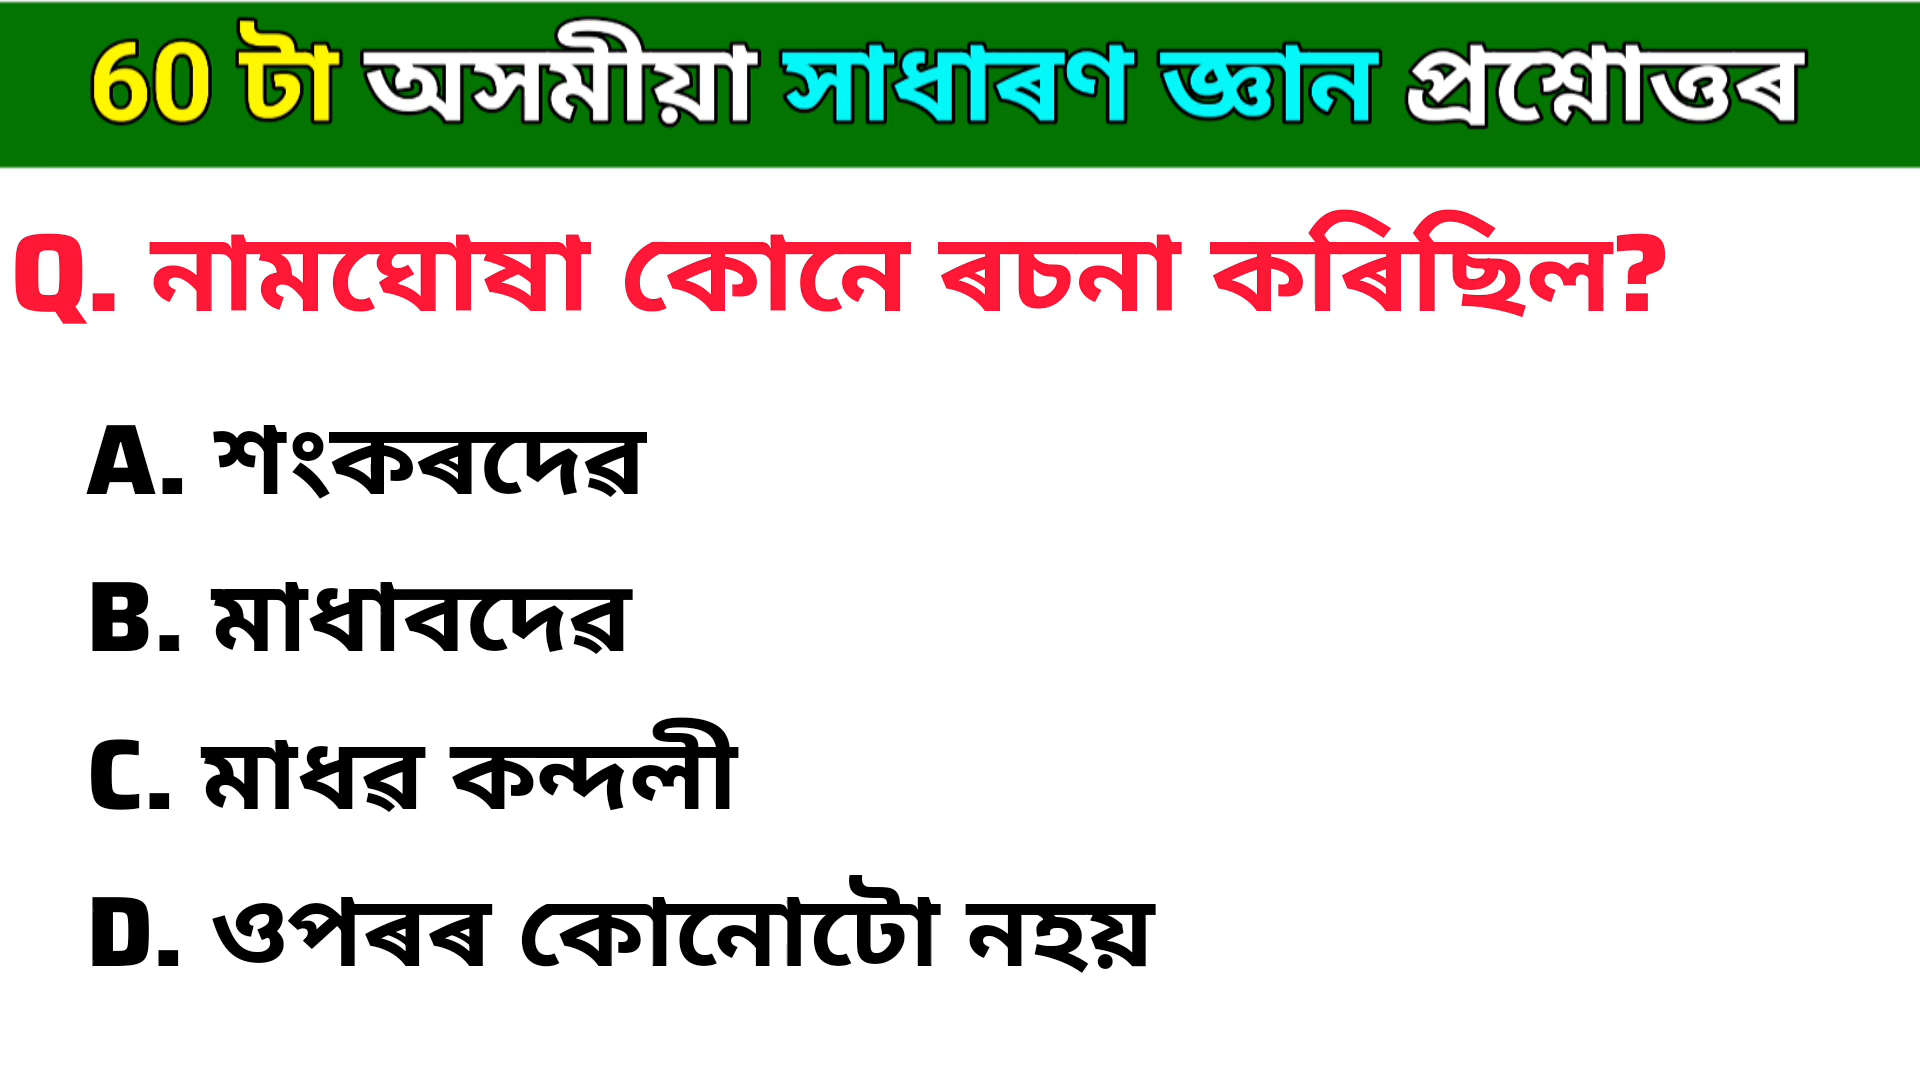 60 টা অসমীয়া সাধাৰণ জ্ঞান প্ৰশ্নোত্তৰ
Q. নামঘোষা কোনে ৰচনা কৰিছিল?
A. শংকৰদেৱ
B. মাধাবদেৱ
C. মাধৱ কন্দলী
D. ওপৰৰ কোনোটো নহয়